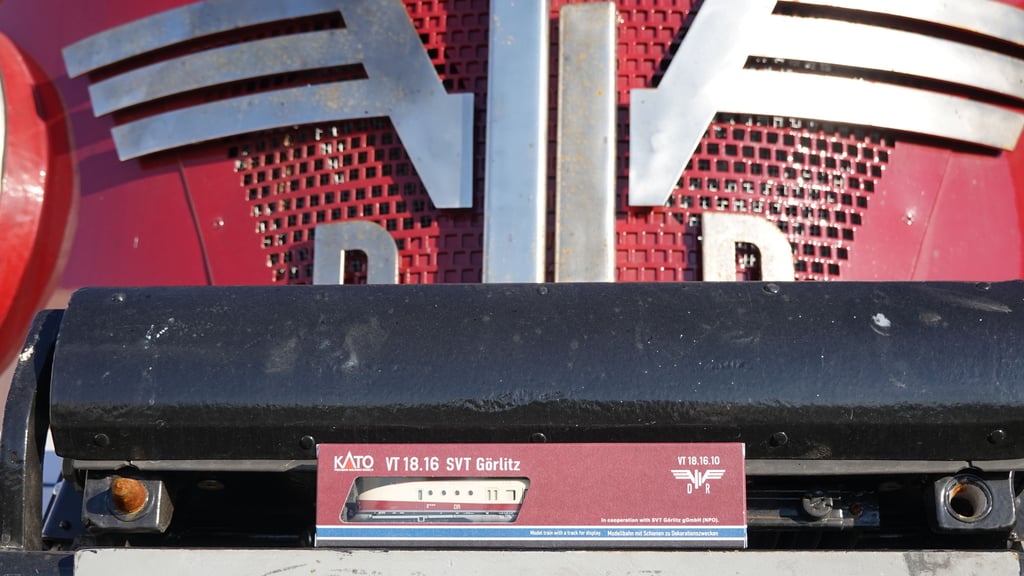 D R
KATO VT 18.16 SVT Görlitz
VT 18.16.10
D R
DR
In cooperation with SVT Görlitz gGmbH (NPO).
Model train with a track for display Modellbahn mit Schienen zu Dekorationszwecken